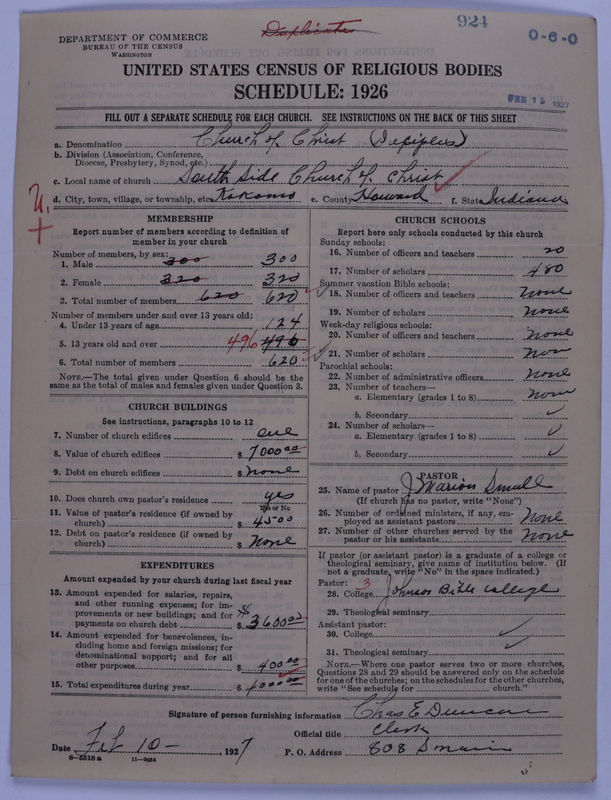 Duplicate
924
0-6-0
DEPARTMENT OF COMMERCE
BUREAU OF THE CENSUS
WASHINGTON
UNITED STATES CENSUS OF RELIGIOUS BODIES
SCHEDULE: 1926
FEB 15 1927
FILL OUT A SEPARATE SCHEDULE FOR EACH CHURCH. SEE INSTRUCTIONS ON THE BACK OF THIS SHEET
a. Denomination Church of Christ (Deciples)
b. Division (Association, Conference, Diocese, Presbytery, Synod, etc.)
c. Local name of church South Side Church of Christ
d. City, town, village, or township, etc. Kokomo e. County Howard f. State Indiana
MEMBERSHIP
Report number of members according to definition of member in your church
Number of members, by sex:
1. Male 300 300
2. Female 320 320
3. Total number of members 620 620
Number of members under and over 13 years old:
4. Under 13 years of age 124
5. 13 years old and over 496 496
6. Total number of members 620
NOTE.—The total given under Question 6 should be the same as the total of males and females given under Question 3.
CHURCH BUILDINGS
See instructions, paragraphs 10 to 12
7. Number of church edifices one
8. Value of church edifices $ 7000.00
9. Debt on church edifices $ None
10. Does church own pastor's residence yes
Yes or No
11. Value of pastor's residence (if owned by church) $ 4500
12. Debt on pastor's residence (if owned by church) $ None
EXPENDITURES
Amount expended by your church during last fiscal year
13. Amount expended for salaries, repairs, and other running expenses; for improvements or new buildings; and for payments on church debt $ 3600.00
14. Amount expended for benevolences, including home and foreign missions; for denominational support; and for all other purposes $ 400.00
15. Total expenditures during year $ 4000.00
CHURCH SCHOOLS
Report here only schools conducted by this church
Sunday schools:
16. Number of officers and teachers 20
17. Number of scholars 480
Summer vacation Bible schools:
18. Number of officers and teachers None
19. Number of scholars None
Week-day religious schools:
20. Number of officers and teachers None
21. Number of scholars Non
Parochial schools:
22. Number of administrative officers None
23. Number of teachers—
a. Elementary (grades 1 to 8) Non
b. Secondary ✓
24. Number of scholars—
a. Elementary (grades 1 to 8) ✓
b. Secondary ✓
PASTOR
25. Name of pastor J Marion Small
(If church has no pastor, write "None")
26. Number of ordained ministers, if any, employed as assistant pastors None
27. Number of other churches served by the pastor or his assistants None
If pastor (or assistant pastor) is a graduate of a college or theological seminary, give name of institution below. (If not a graduate, write "No" in the space indicated.)
Pastor: 3
28. College Johnson Bible College
29. Theological seminary
Assistant pastor:
30. College ✓
31. Theological seminary ✓
NOTE.—Where one pastor serves two or more churches, Questions 28 and 29 should be answered only on the schedule for one of the churches; on the schedules for the other churches, write "See schedule for church."
Signature of person furnishing information Chas E Duncan
Official title Clerk
Date Feb 10 -, 1927 P. O. Address 808 S main
8-5518 a 11-9034